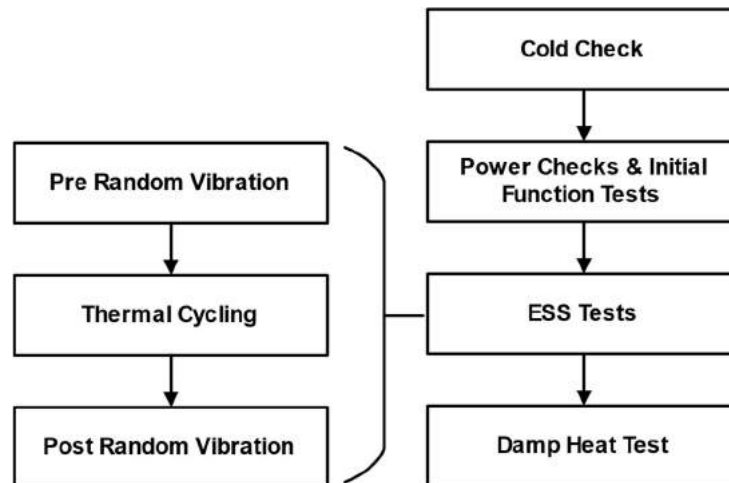 Cold Check
Power Checks & Initial
Function Tests
ESS Tests
Damp Heat Test
Pre Random Vibration
Thermal Cycling
Post Random Vibration